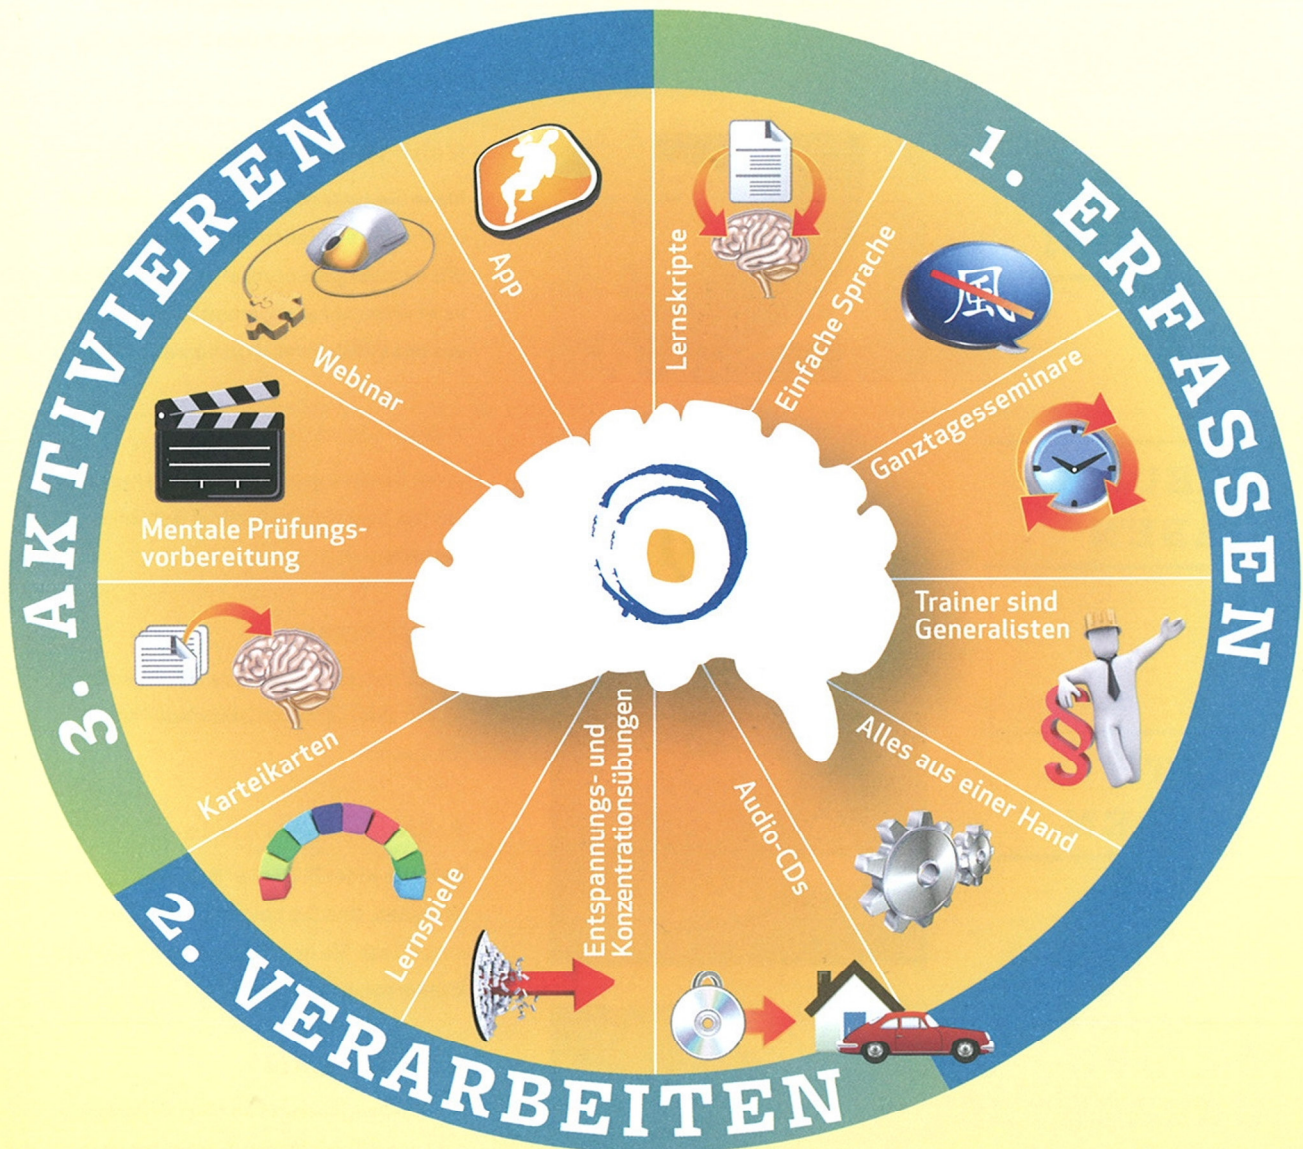 1. ERFASSEN
Lernskripte
Einfache Sprache
風
Ganztagesseminare
Trainer sind
Generalisten
§
Alles aus einer Hand
2. VERARBEITEN
Audio-CDs
Entspannungs- und
Konzentrationsübungen
Lernspiele
3. AKTIVIEREN
Karteikarten
Mentale Prüfungs-
vorbereitung
Webinar
App